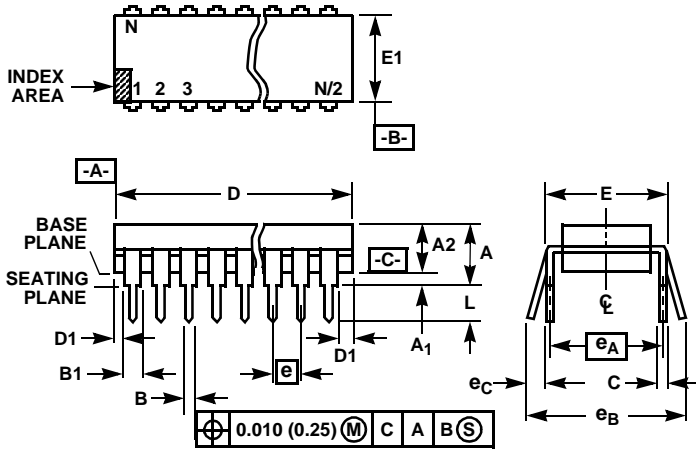 N
E1
INDEX
AREA
1 2 3 N/2
-B-
-A-
D
E
BASE
PLANE
A2
A
-C-
SEATING
PLANE
L
C̲L
D1
A1
D1
B1
e
eA
B
eC
C
eB
⌖ 0.010 (0.25) Ⓜ C A B Ⓢ